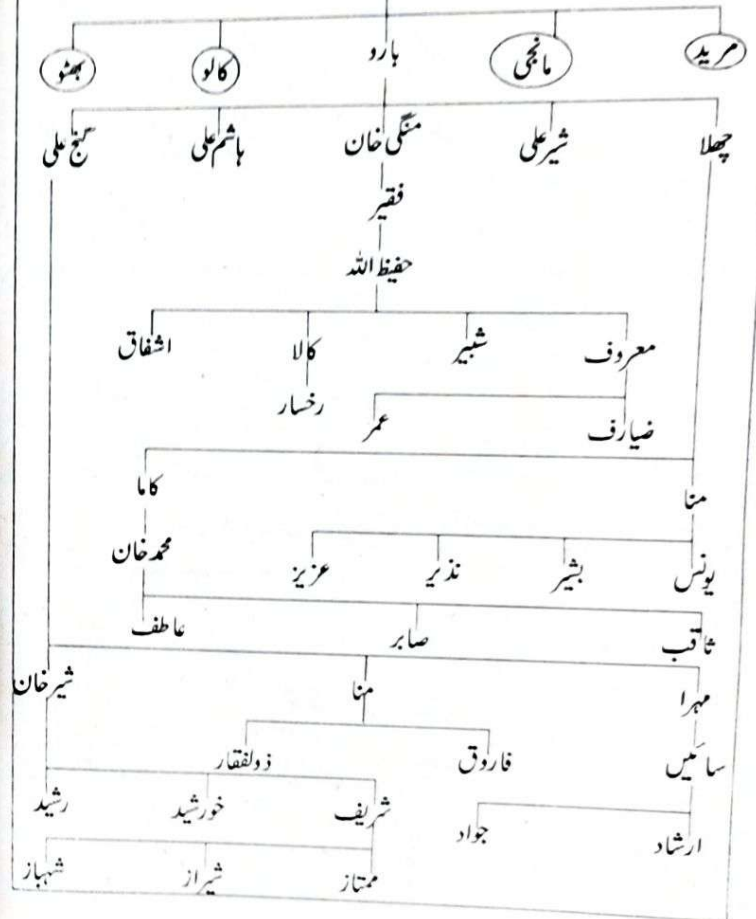 مرید مانجی بارو کالو بھٹو
چھلا شیر علی منگی خان ہاشم علی گنج علی
فقیر
حفیظ اللہ
معروف شبیر کالا اشفاق
ضیارف عمر رخسار
منا کاما
محمد خان
یونس بشیر نذیر عزیز
ثاقب صابر عاطف
مہرا منا شیر خان
سائیں فاروق ذولفقار
ارشاد جواد شریف خورشید رشید
ممتاز شیراز شہباز